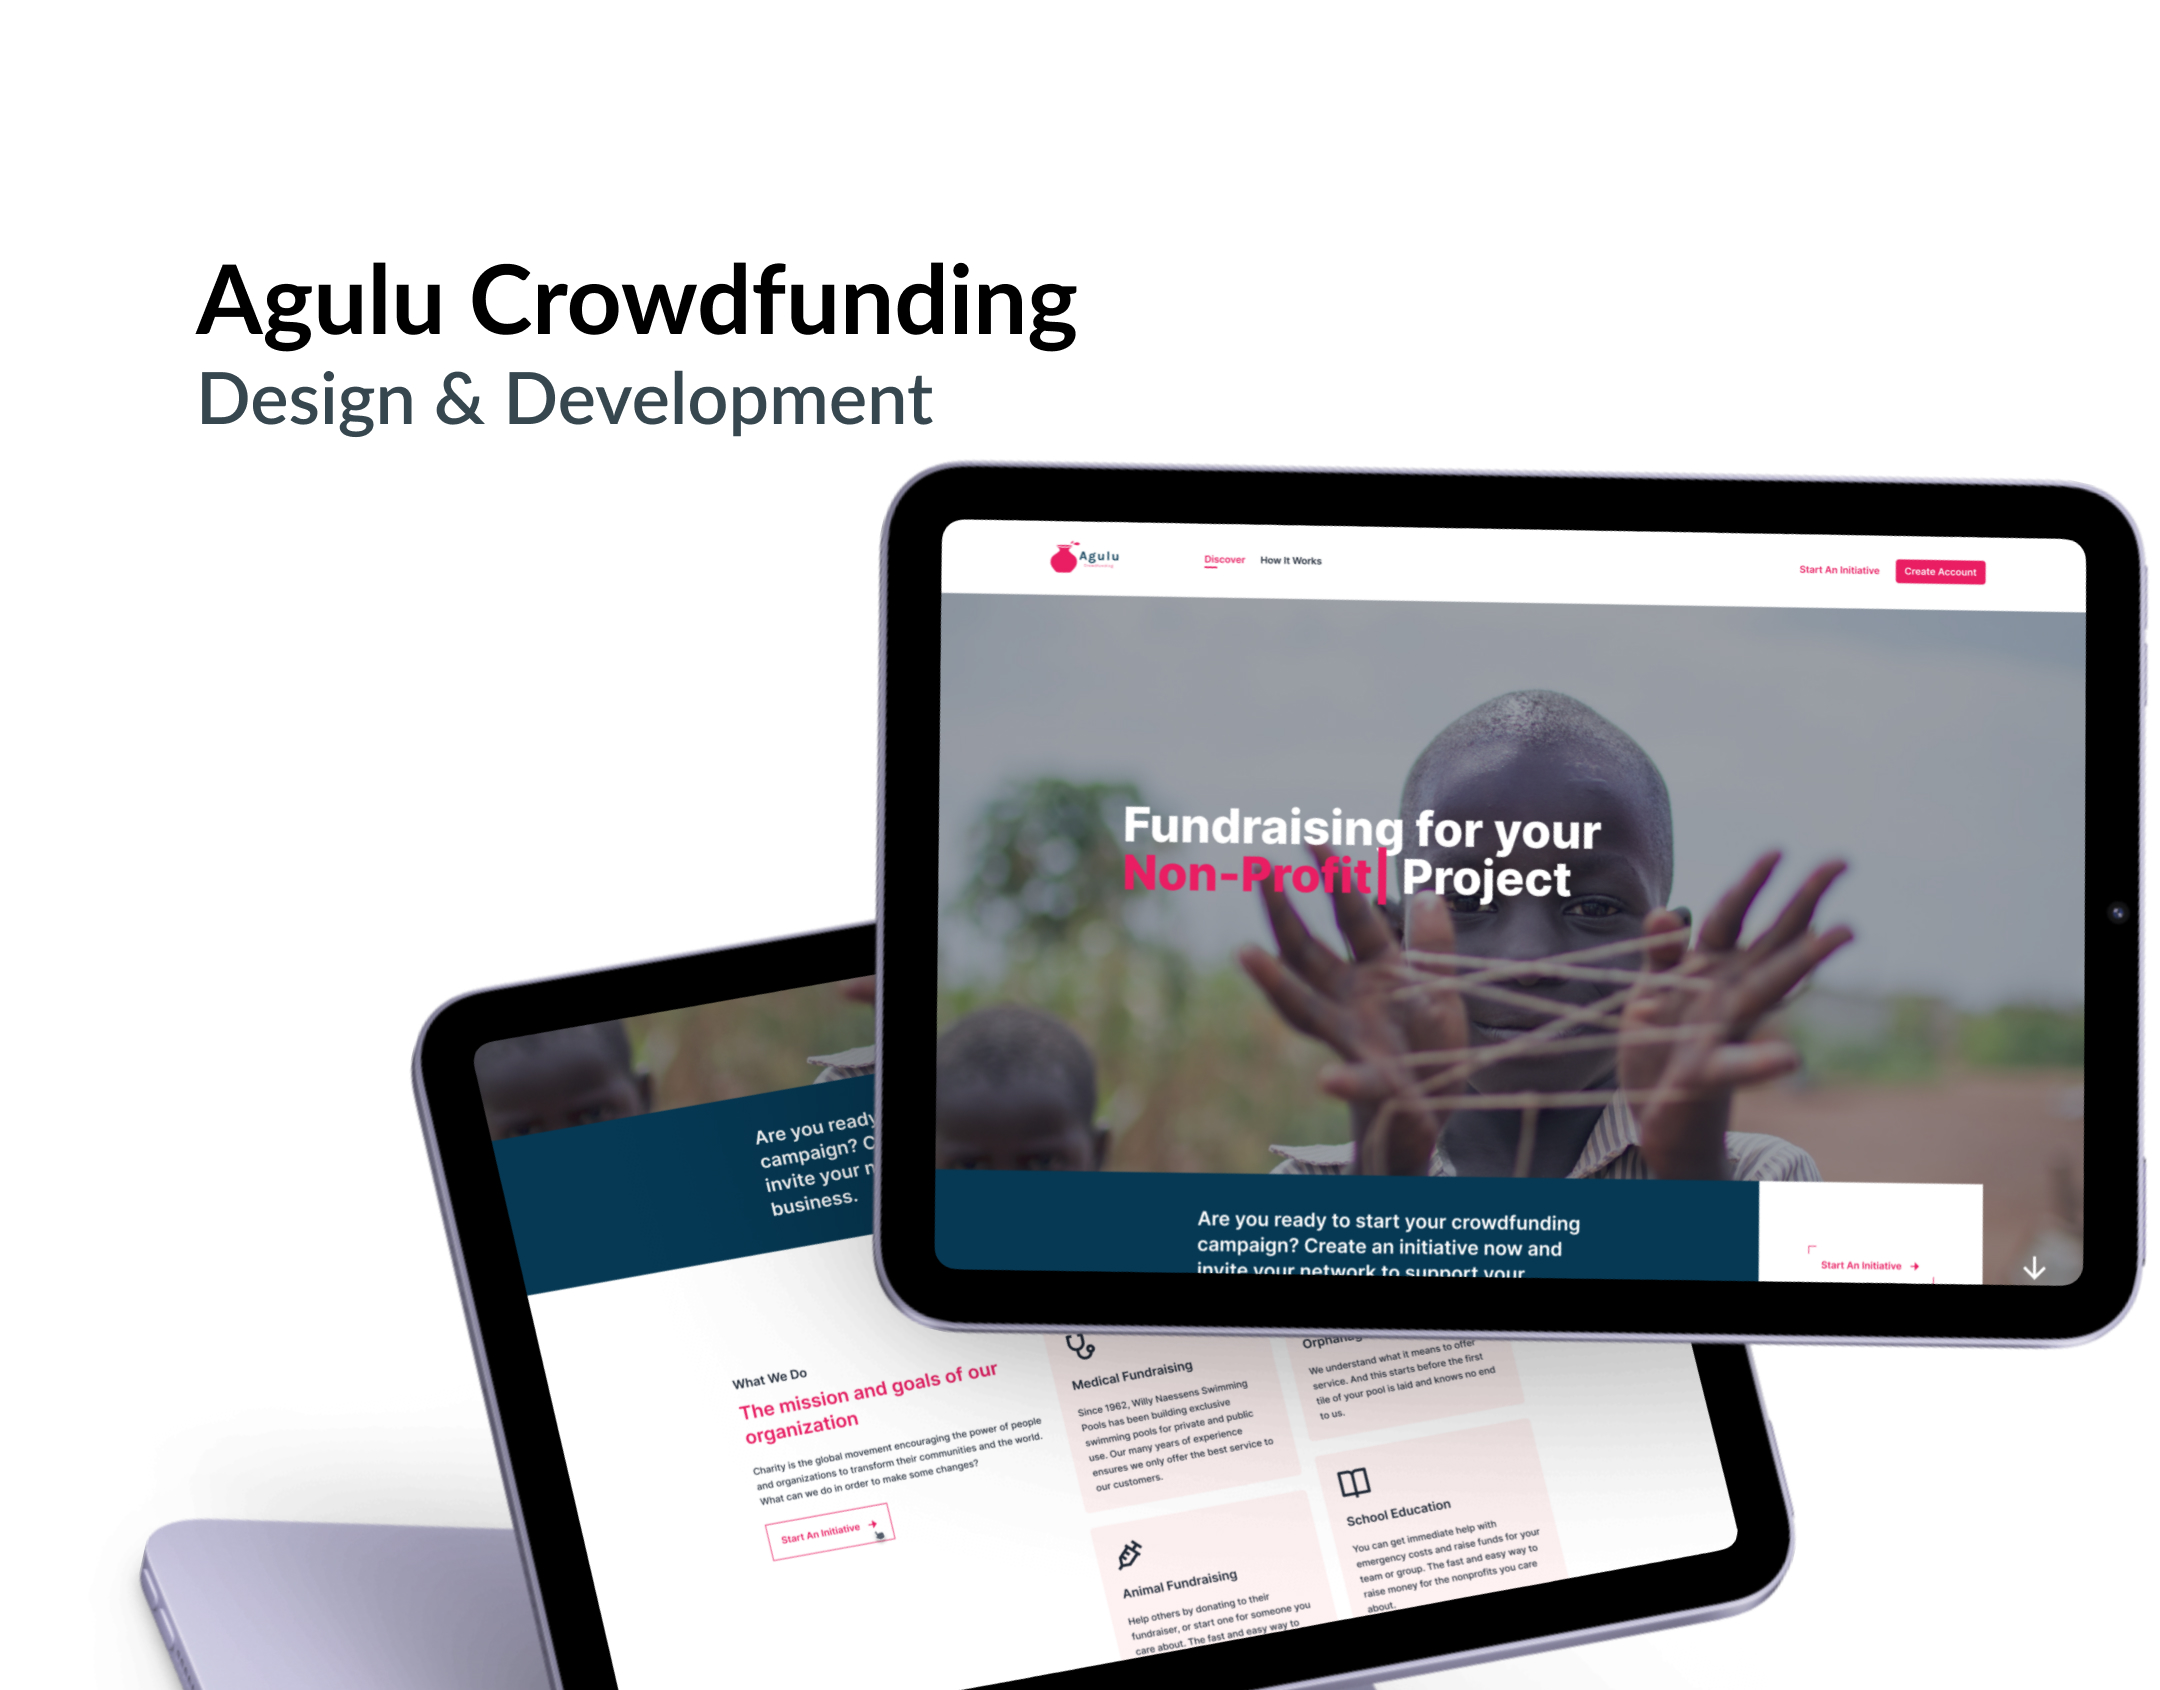 Agulu Crowdfunding
Design & Development
Agulu
Crowdfunding
Discover
How It Works
Start An Initiative
Create Account
Fundraising for your
Non-Profit| Project
Are you ready to start your crowdfunding
campaign? Create an initiative now and
invite your network to support your
Start An Initiative
Are you ready
campaign? C
invite your
business.
What We Do
The mission and goals of our
organization
Charity is the global movement encouraging the power of people
and organizations to transform their communities and the world.
What can we do in order to make some changes?
Start An Initiative
Medical Fundraising
Since 1962, Willy Naessens Swimming
Pools has been building exclusive
swimming pools for private and public
use. Our many years of experience
ensures we only offer the best service to
our customers.
Orphanag
We understand what it means to offer
service. And this starts before the first
tile of your pool is laid and knows no end
to us.
Animal Fundraising
Help others by donating to their
fundraiser, or start one for someone you
care about. The fast and easy way to
School Education
You can get immediate help with
emergency costs and raise funds for your
team or group. The fast and easy way to
raise money for the nonprofits you care
about.